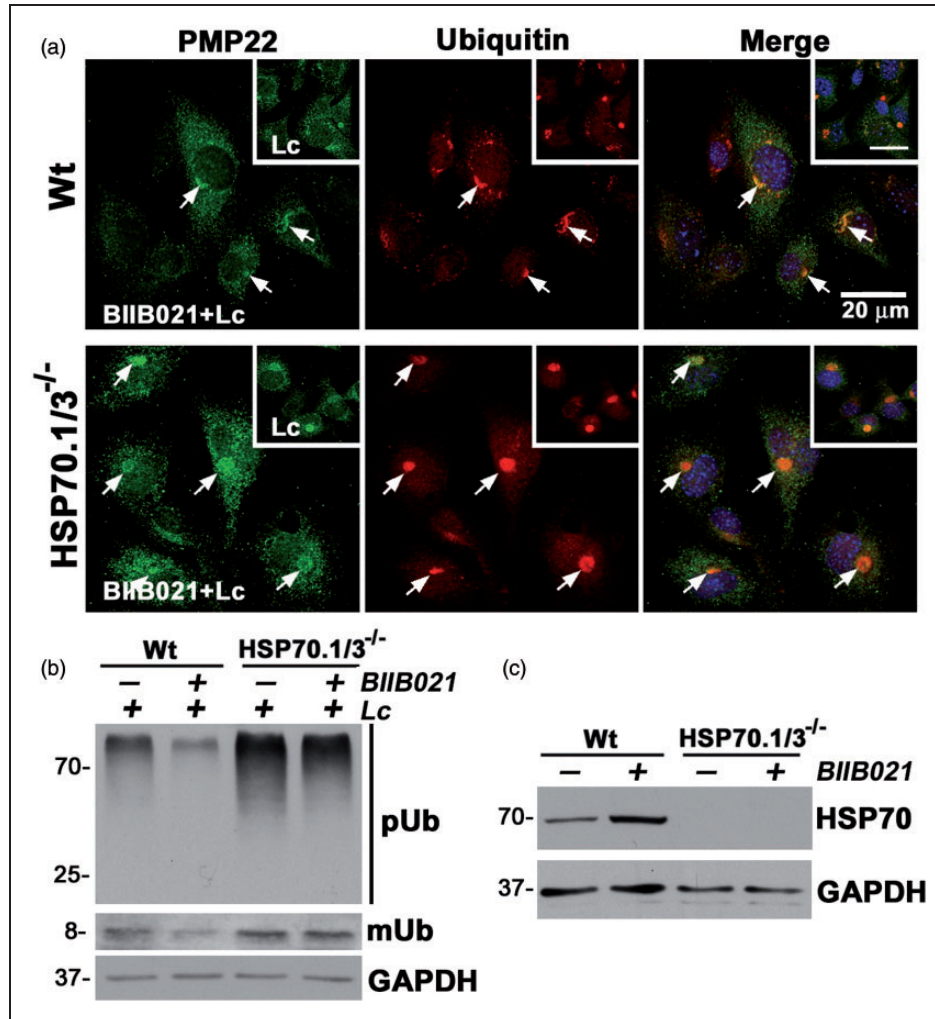 (a)
PMP22 Ubiquitin Merge
Wt
Lc
BIIB021+Lc
20 μm
HSP70.1/3-/-
Lc
BIIB021+Lc
(b)
Wt HSP70.1/3-/-
– + – + BIIB021
+ + + + Lc
70-
25-
pUb
8- mUb
37- GAPDH
(c)
Wt HSP70.1/3-/-
– + – + BIIB021
70- HSP70
37- GAPDH